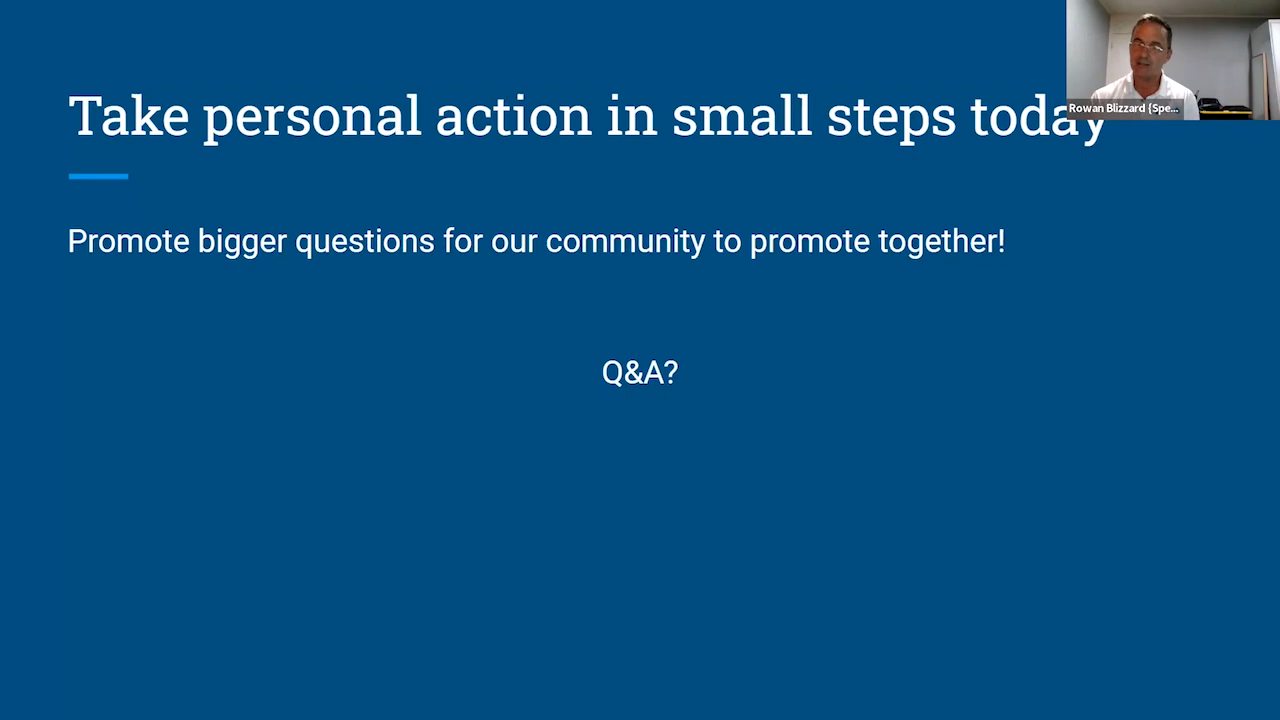 Take personal action in small steps today
Rowan Blizzard {Spe...
Promote bigger questions for our community to promote together!
Q&A?